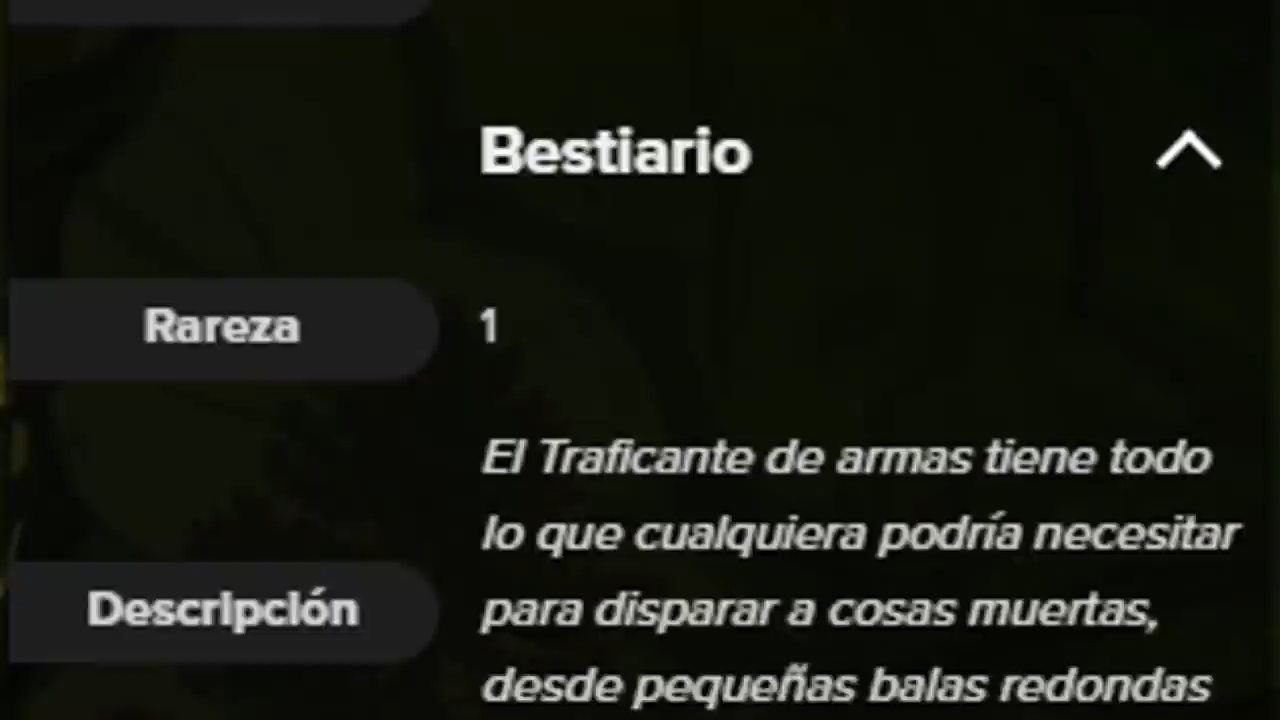 Bestiario
Rareza 1
El Traficante de armas tiene todo
lo que cualquiera podría necesitar
Descripción
para disparar a cosas muertas,
desde pequeñas balas redondas